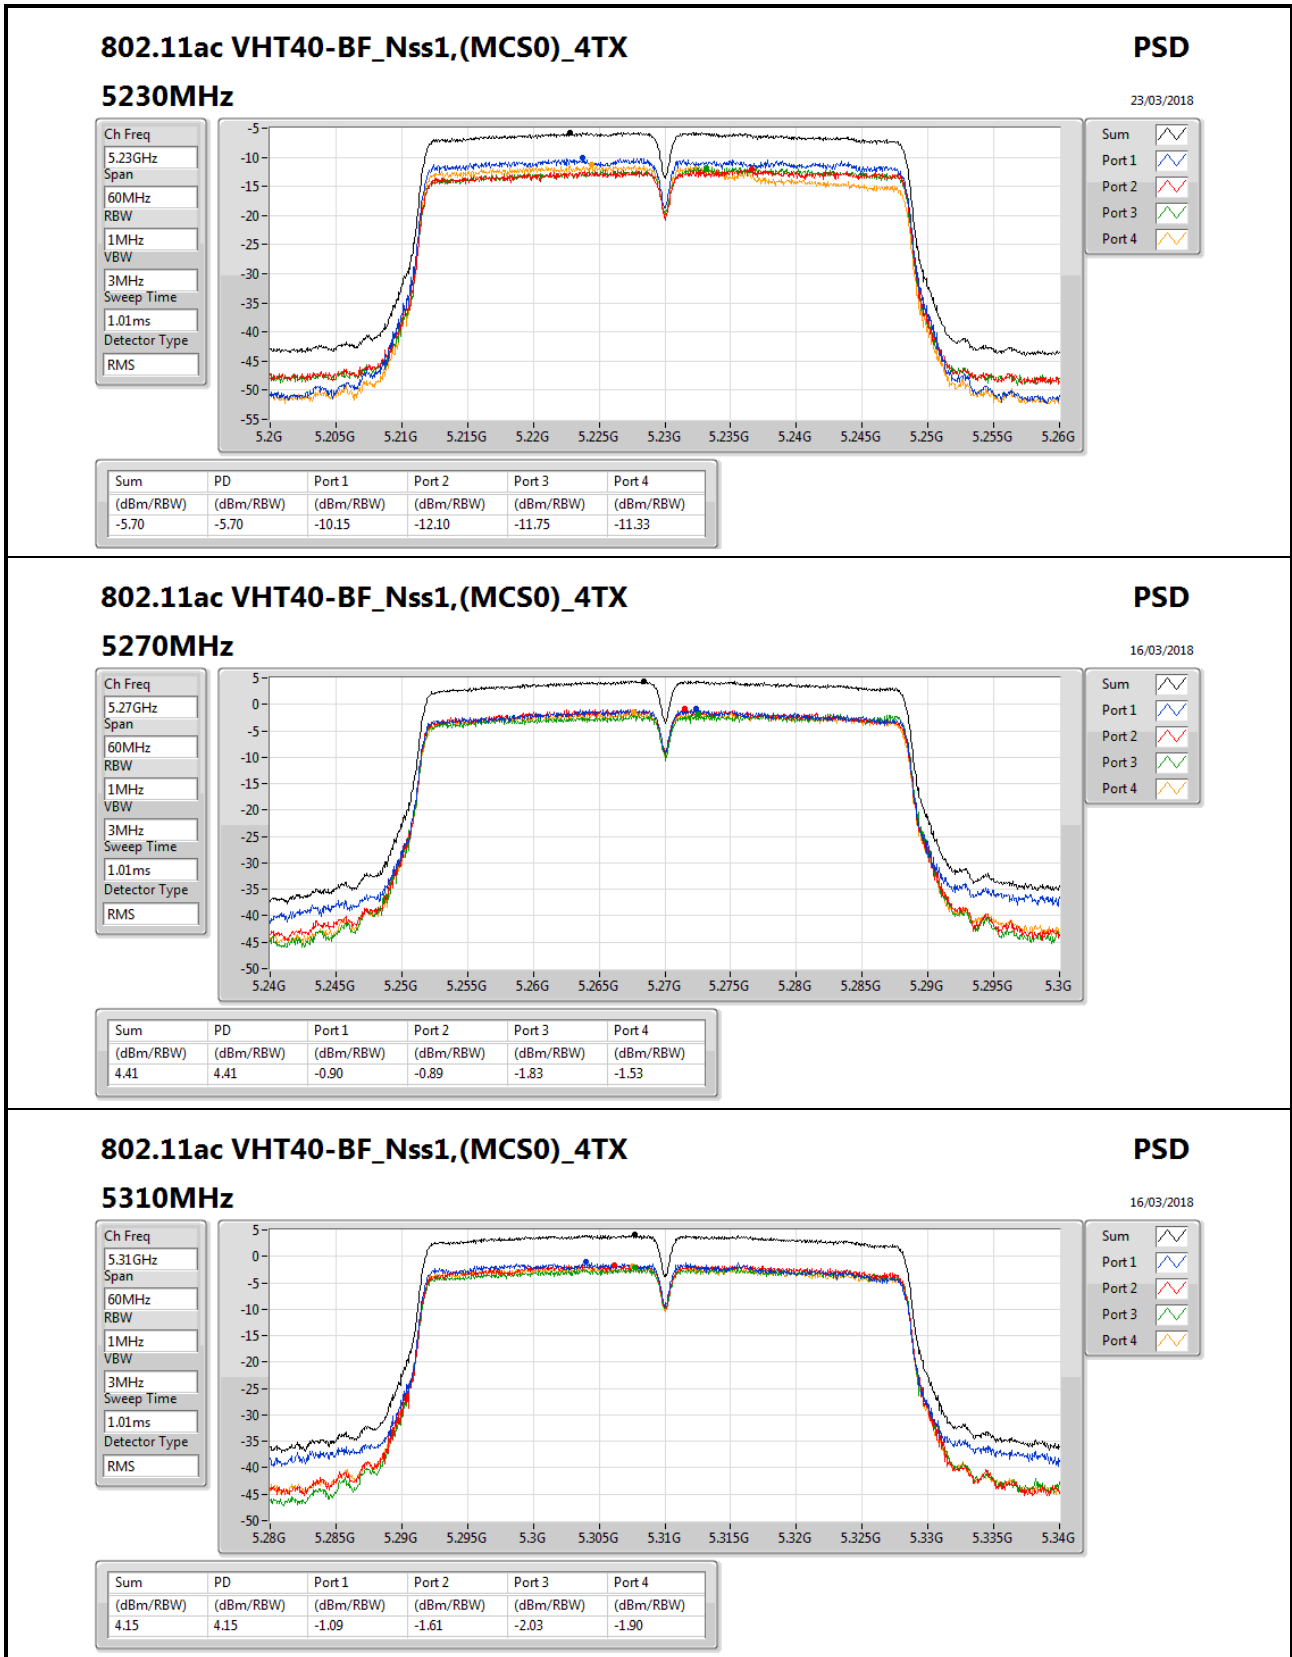 802.11ac VHT40-BF_Nss1,(MCS0)_4TX PSD
5230MHz 23/03/2018
Ch Freq
5.23GHz
Span
60MHz
RBW
1MHz
VBW
3MHz
Sweep Time
1.01ms
Detector Type
RMS
-5
-10
-15
-20
-25
-30
-35
-40
-45
-50
-55
5.2G 5.205G 5.21G 5.215G 5.22G 5.225G 5.23G 5.235G 5.24G 5.245G 5.25G 5.255G 5.26G
Sum
Port 1
Port 2
Port 3
Port 4
Sum PD Port 1 Port 2 Port 3 Port 4
(dBm/RBW) (dBm/RBW) (dBm/RBW) (dBm/RBW) (dBm/RBW) (dBm/RBW)
-5.70 -5.70 -10.15 -12.10 -11.75 -11.33
802.11ac VHT40-BF_Nss1,(MCS0)_4TX PSD
5270MHz 16/03/2018
Ch Freq
5.27GHz
Span
60MHz
RBW
1MHz
VBW
3MHz
Sweep Time
1.01ms
Detector Type
RMS
5
0
-5
-10
-15
-20
-25
-30
-35
-40
-45
-50
5.24G 5.245G 5.25G 5.255G 5.26G 5.265G 5.27G 5.275G 5.28G 5.285G 5.29G 5.295G 5.3G
Sum
Port 1
Port 2
Port 3
Port 4
Sum PD Port 1 Port 2 Port 3 Port 4
(dBm/RBW) (dBm/RBW) (dBm/RBW) (dBm/RBW) (dBm/RBW) (dBm/RBW)
4.41 4.41 -0.90 -0.89 -1.83 -1.53
802.11ac VHT40-BF_Nss1,(MCS0)_4TX PSD
5310MHz 16/03/2018
Ch Freq
5.31GHz
Span
60MHz
RBW
1MHz
VBW
3MHz
Sweep Time
1.01ms
Detector Type
RMS
5
0
-5
-10
-15
-20
-25
-30
-35
-40
-45
-50
5.28G 5.285G 5.29G 5.295G 5.3G 5.305G 5.31G 5.315G 5.32G 5.325G 5.33G 5.335G 5.34G
Sum
Port 1
Port 2
Port 3
Port 4
Sum PD Port 1 Port 2 Port 3 Port 4
(dBm/RBW) (dBm/RBW) (dBm/RBW) (dBm/RBW) (dBm/RBW) (dBm/RBW)
4.15 4.15 -1.09 -1.61 -2.03 -1.90